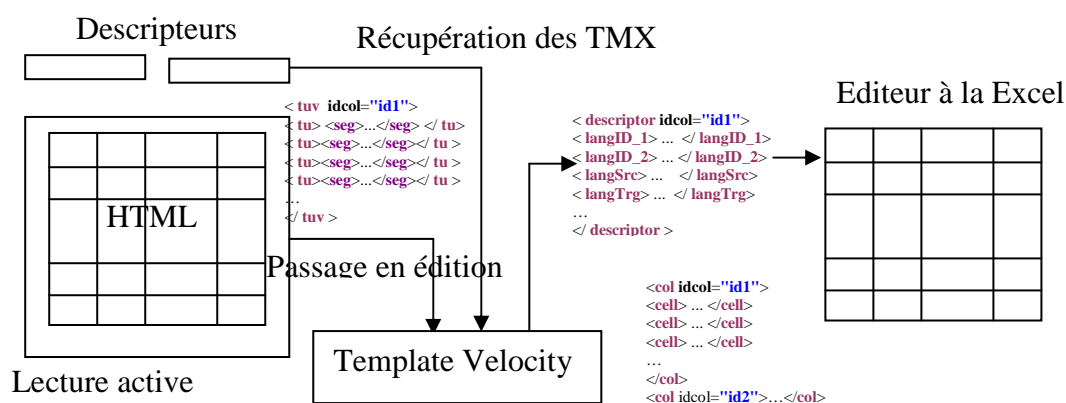 Descripteurs
Récupération des TMX
Editeur à la Excel
< tuv idcol="id1">
< tu> <seg>...</seg> </ tu>
< tu><seg>...</seg></ tu >
< tu><seg>...</seg></ tu >
< tu><seg>...</seg></ tu >
…
</ tuv >
< descriptor idcol="id1">
< langID_1> ... </ langID_1>
< langID_2> ... </ langID_2>
< langSrc> ... </ langSrc>
< langTrg> ... </ langTrg>
…
</ descriptor >
HTML
Passage en édition
<col idcol="id1">
<cell> ... </cell>
<cell> ... </cell>
<cell> ... </cell>
…
</col>
<col idcol="id2">…</col>
Template Velocity
Lecture active